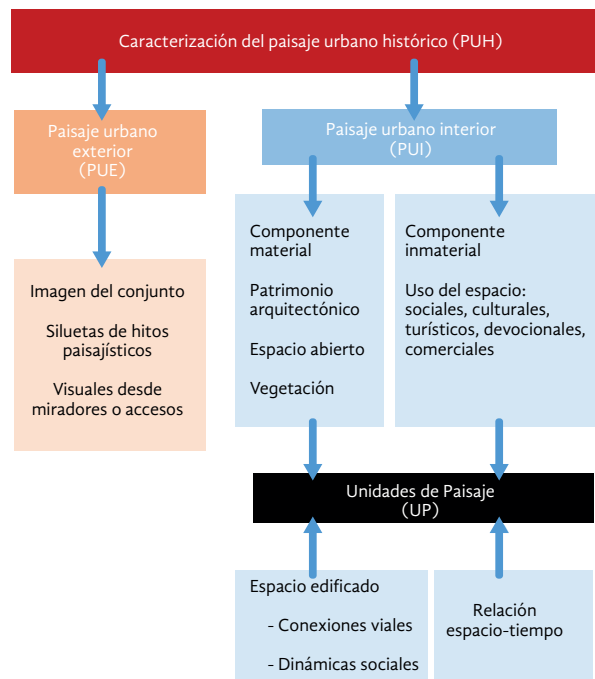 Caracterización del paisaje urbano histórico (PUH)
Paisaje urbano
exterior
(PUE)
Paisaje urbano interior
(PUI)
Imagen del conjunto
Siluetas de hitos
paisajísticos
Visuales desde
miradores o accesos
Componente
material
Patrimonio
arquitectónico
Espacio abierto
Vegetación
Componente
inmaterial
Uso del espacio:
sociales, culturales,
turísticos, devocionales,
comerciales
Unidades de Paisaje
(UP)
Espacio edificado
- Conexiones viales
- Dinámicas sociales
Relación
espacio-tiempo